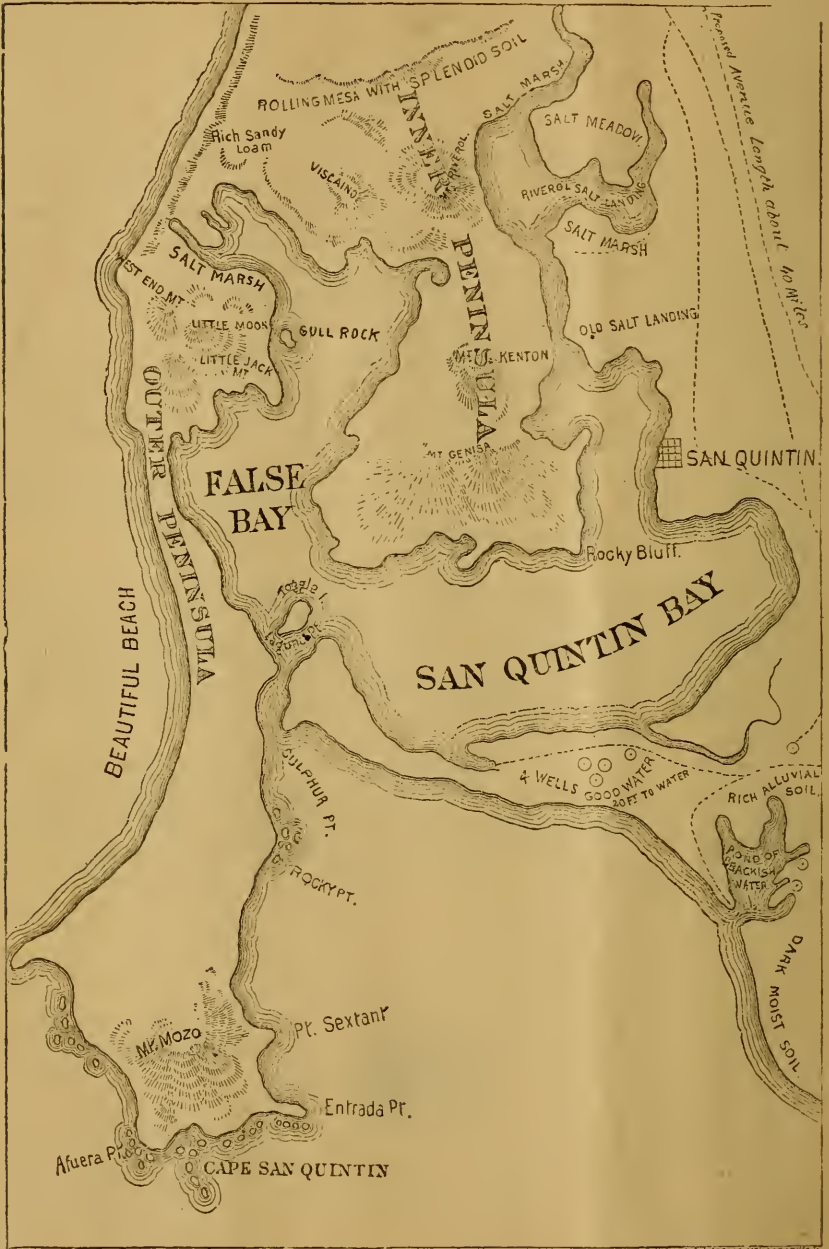 Proposed Avenue Length about 40 Miles
ROLLING MESA WITH SPLENDID SOIL
SALT MARSH
INNER PENINSULA
SALT MEADOW.
Rich Sandy
Loam
VISCAINO
RIVEROL.
RIVEROL SALT LANDING
SALT MARSH
SALT MARSH
WEST END MT
LITTLE MOON
GULL ROCK
OLD SALT LANDING
LITTLE JACK
MT.
MT. KENTON
OUTER PENINSULA
MT GENISA
SAN QUINTIN.
FALSE
BAY
Rocky Bluff.
BEAUTIFUL BEACH
SAN QUINTIN BAY
SULPHUR PT.
4 WELLS
GOOD WATER
20 FT TO WATER
RICH ALLUVIAL
SOIL.
POND OF
BRACKISH
WATER
ROCKY PT.
DARK MOIST SOIL.
Pt. Sextant
Mt. Mozo
Entrada Pt.
Afuera Pt.
CAPE SAN QUINTIN